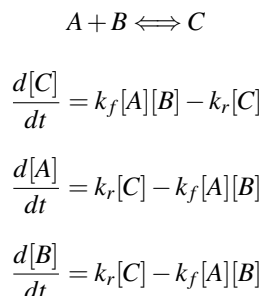 A + B ⟺ C
d[C]/dt = k_f[A][B] − k_r[C]
d[A]/dt = k_r[C] − k_f[A][B]
d[B]/dt = k_r[C] − k_f[A][B]